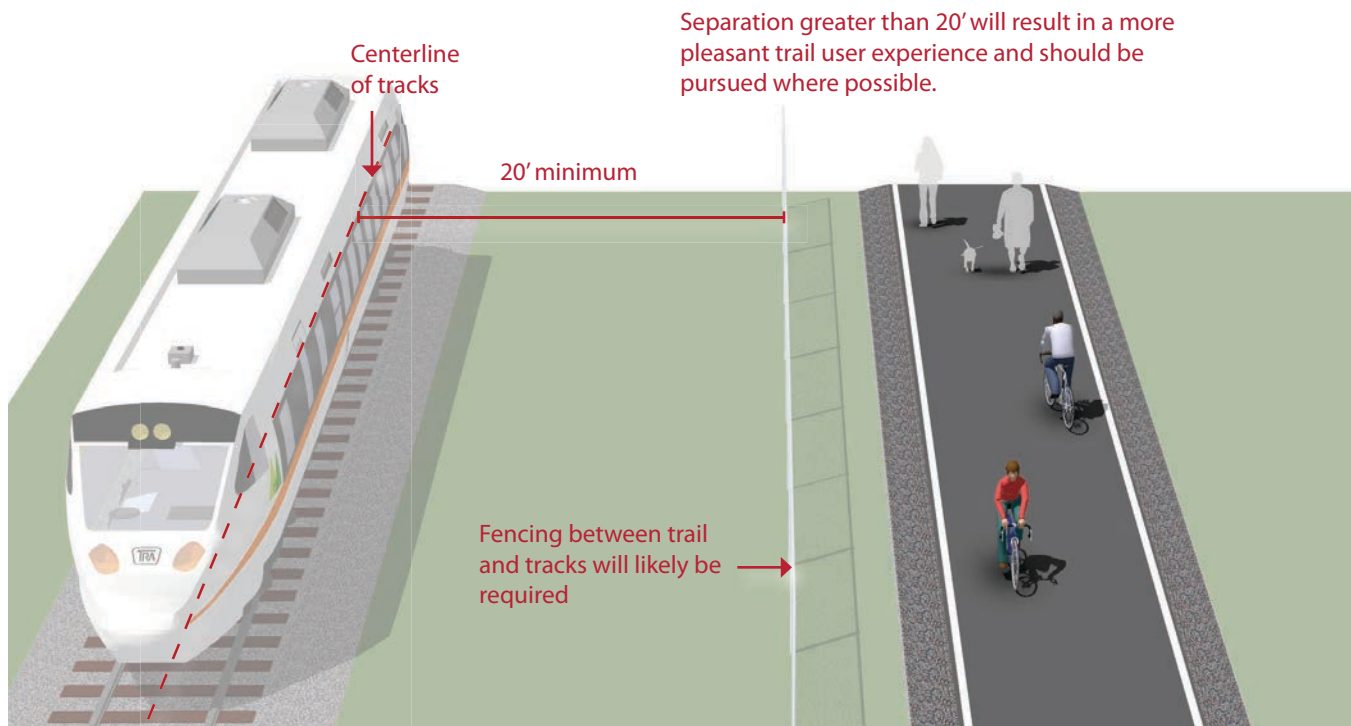 Separation greater than 20’ will result in a more
pleasant trail user experience and should be
pursued where possible.
Centerline
of tracks
20’ minimum
Fencing between trail
and tracks will likely be
required
TRA